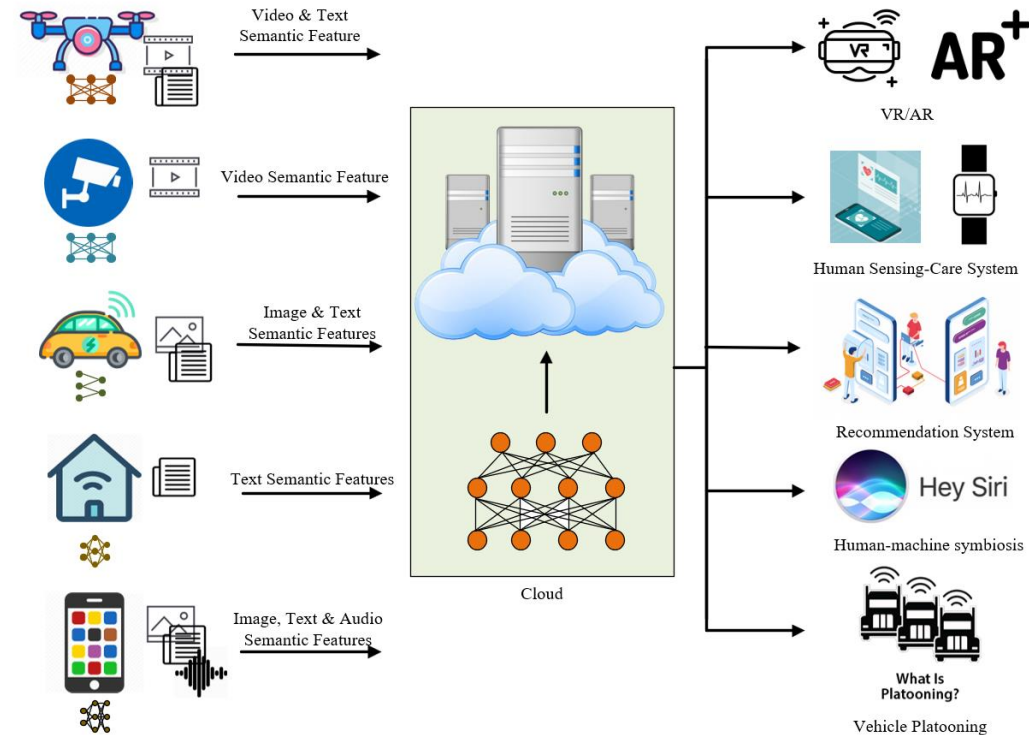 Video & Text
Semantic Feature
Video Semantic Feature
Image & Text
Semantic Features
Text Semantic Features
Image, Text & Audio
Semantic Features
Cloud
VR
AR+
VR/AR
Human Sensing-Care System
Recommendation System
Hey Siri
Human-machine symbiosis
What Is
Platooning?
Vehicle Platooning